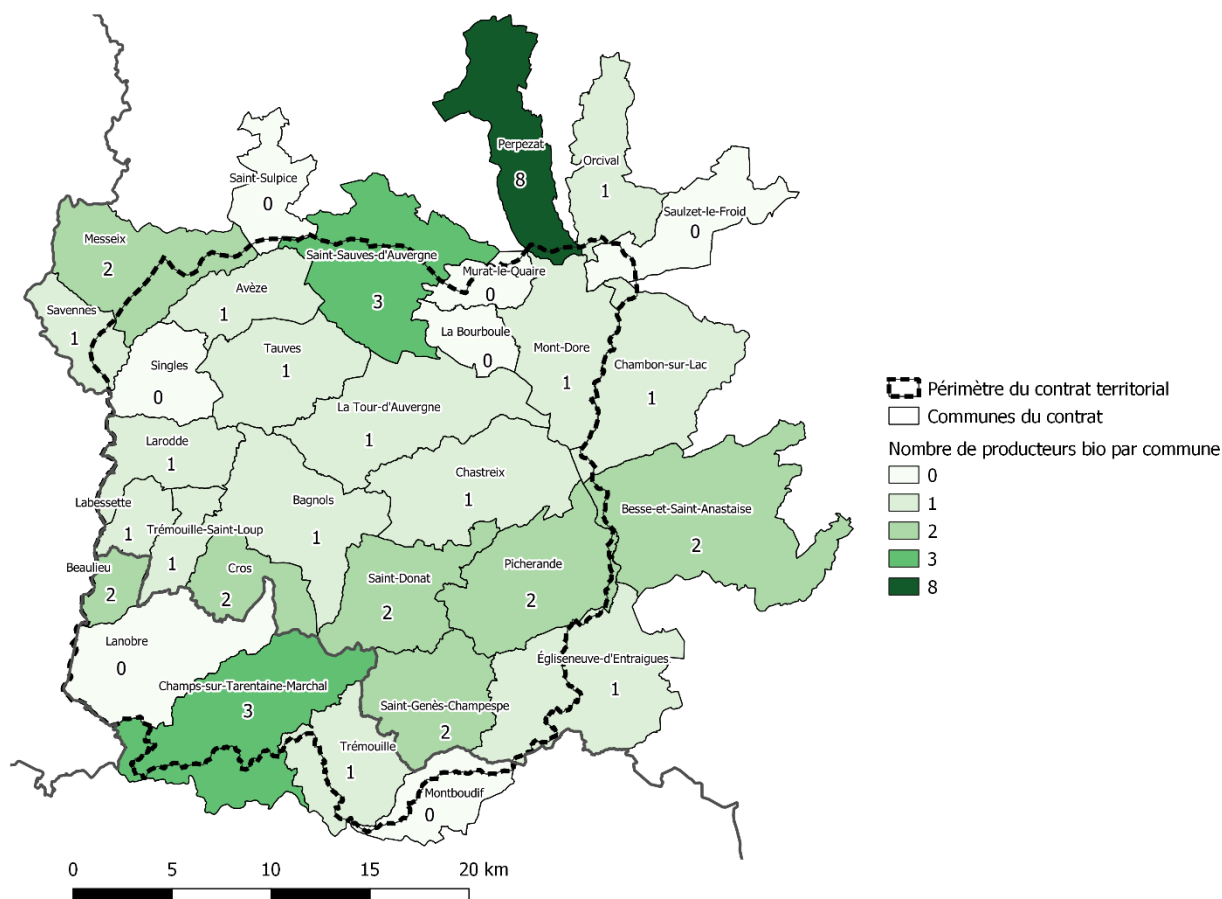 Perpezat
8
Orcival
1
Saint-Sulpice
0
Saulzet-le-Froid
0
Messeix
2
Saint-Sauves-d'Auvergne
3
Murat-le-Quaire
0
Avèze
1
Savennes
1
La Bourboule
0
Mont-Dore
1
Tauves
1
Singles
0
Chambon-sur-Lac
1
La Tour-d'Auvergne
1
Larodde
1
Chastreix
1
Labessette
1
Bagnols
1
Trémouille-Saint-Loup
1
Besse-et-Saint-Anastaise
2
Beaulieu
2
Cros
2
Saint-Donat
2
Picherande
2
Lanobre
0
Égliseneuve-d'Entraigues
1
Champs-sur-Tarentaine-Marchal
3
Saint-Genès-Champespe
2
Trémouille
1
Montboudif
0
Périmètre du contrat territorial
Communes du contrat
Nombre de producteurs bio par commune
0
1
2
3
8
0 5 10 15 20 km